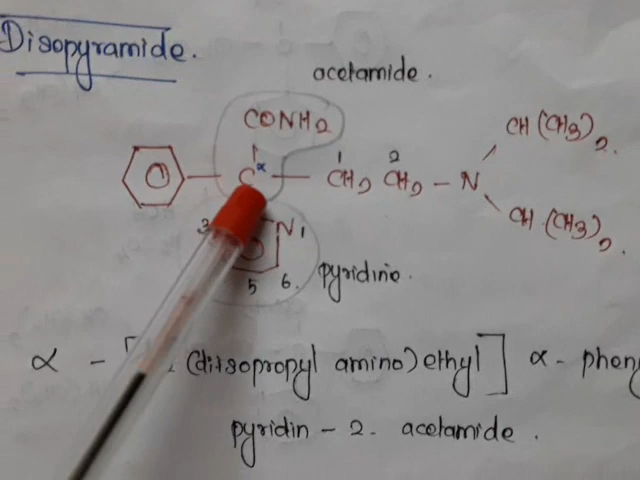 Disopyramide.
acetamide.
CONH2
CH (CH3)2.
C α — CH2 CH2 — N
1 2
CH (CH3)2.
3 N 1
5 6. pyridine.
α - [ (diisopropyl amino) ethyl] α-
pyridin-2- acetamide.